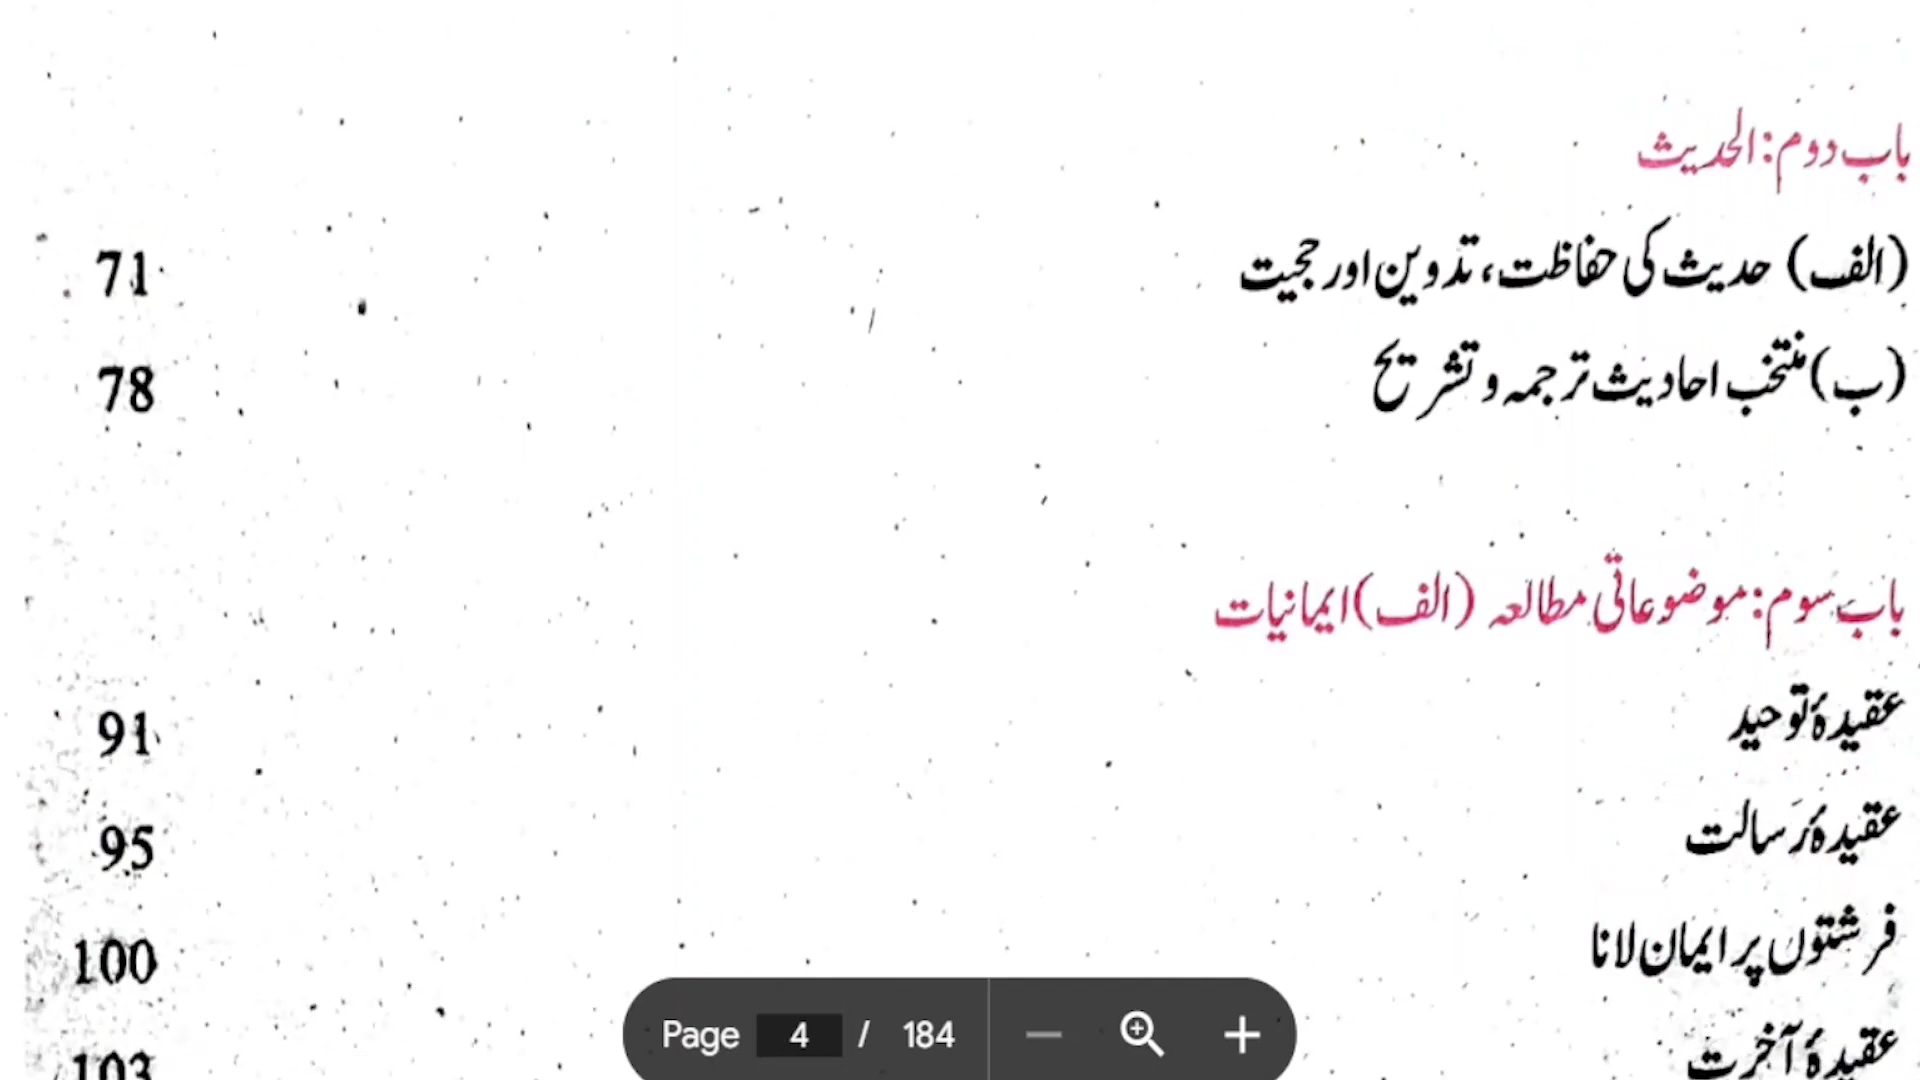 باب دوم: الحدیث
(الف) حدیث کی حفاظت، تدوین اور حجیت 71
(ب) منتخب احادیث ترجمہ و تشریح 78
باب سوم: موضوعاتی مطالعہ (الف) ایمانیات
عقیدۂ توحید 91
عقیدۂ رسالت 95
فرشتوں پر ایمان لانا 100
عقیدۂ آخرت 103
Page 4 / 184